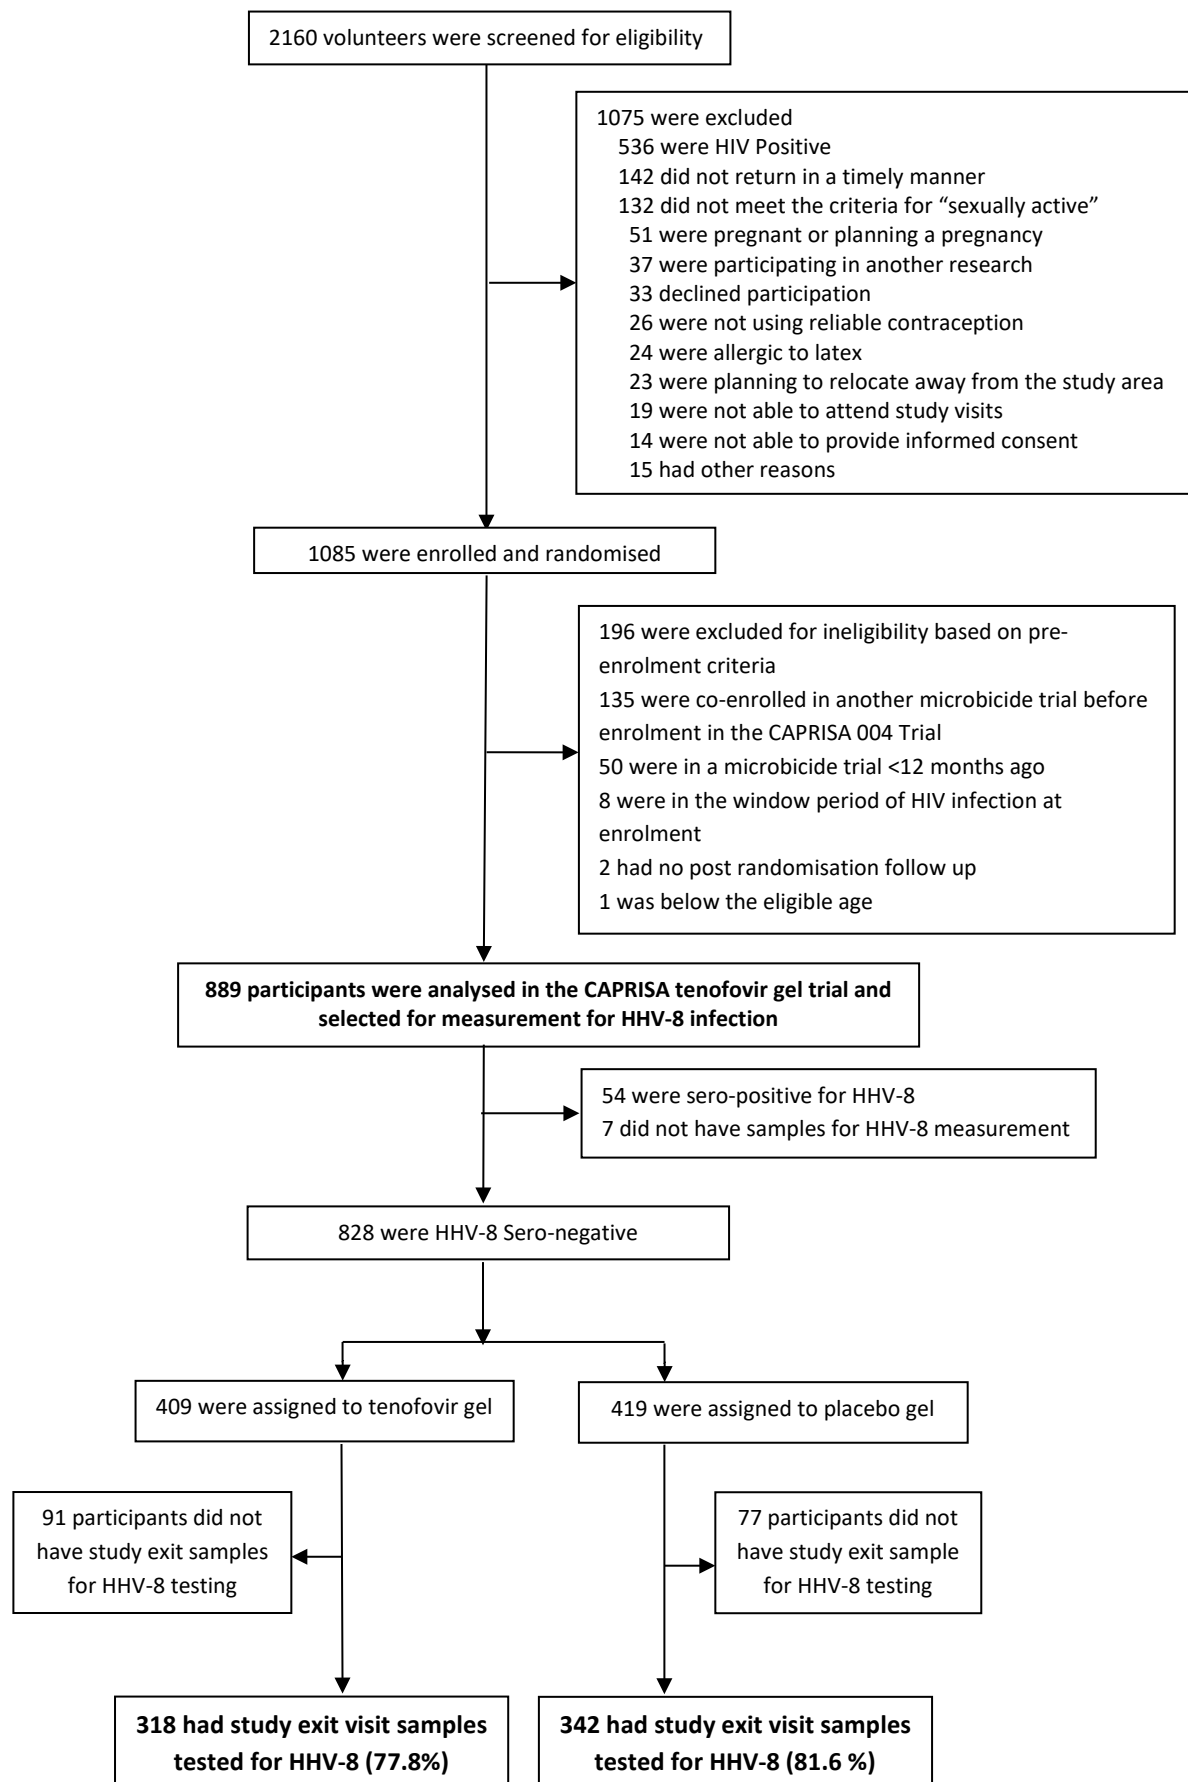 2160 volunteers were screened for eligibility
1075 were excluded
536 were HIV Positive
142 did not return in a timely manner
132 did not meet the criteria for “sexually active”
51 were pregnant or planning a pregnancy
37 were participating in another research
33 declined participation
26 were not using reliable contraception
24 were allergic to latex
23 were planning to relocate away from the study area
19 were not able to attend study visits
14 were not able to provide informed consent
15 had other reasons
1085 were enrolled and randomised
196 were excluded for ineligibility based on pre-
enrolment criteria
135 were co-enrolled in another microbicide trial before
enrolment in the CAPRISA 004 Trial
50 were in a microbicide trial <12 months ago
8 were in the window period of HIV infection at
enrolment
2 had no post randomisation follow up
1 was below the eligible age
889 participants were analysed in the CAPRISA tenofovir gel trial and
selected for measurement for HHV-8 infection
54 were sero-positive for HHV-8
7 did not have samples for HHV-8 measurement
828 were HHV-8 Sero-negative
409 were assigned to tenofovir gel
419 were assigned to placebo gel
91 participants did not
have study exit samples
for HHV-8 testing
77 participants did not
have study exit sample
for HHV-8 testing
318 had study exit visit samples
tested for HHV-8 (77.8%)
342 had study exit visit samples
tested for HHV-8 (81.6 %)